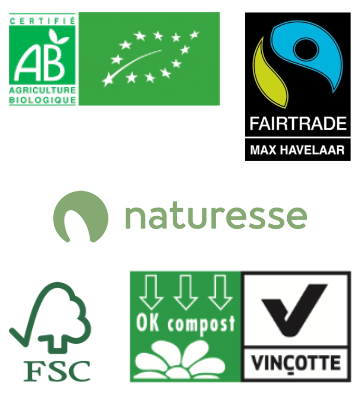 CERTIFIÉ
AB
AGRICULTURE
BIOLOGIQUE
FAIRTRADE
MAX HAVELAAR
naturesse
FSC
OK compost
VINÇOTTE